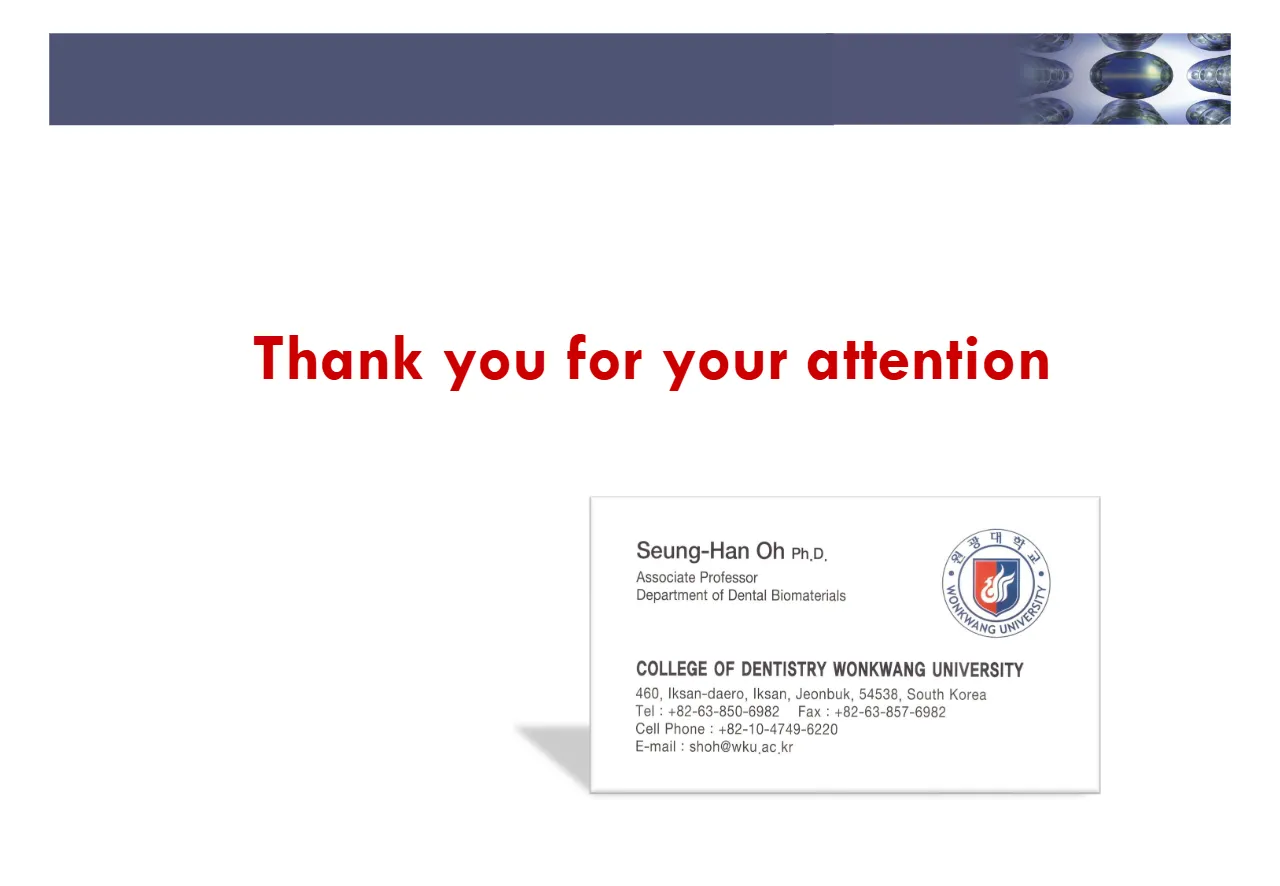 Thank you for your attention
Seung-Han Oh Ph.D.
Associate Professor
Department of Dental Biomaterials
원광대학교
WONKWANG UNIVERSITY
COLLEGE OF DENTISTRY WONKWANG UNIVERSITY
460, Iksan-daero, Iksan, Jeonbuk, 54538, South Korea
Tel : +82-63-850-6982 Fax : +82-63-857-6982
Cell Phone : +82-10-4749-6220
E-mail : shoh@wku.ac.kr